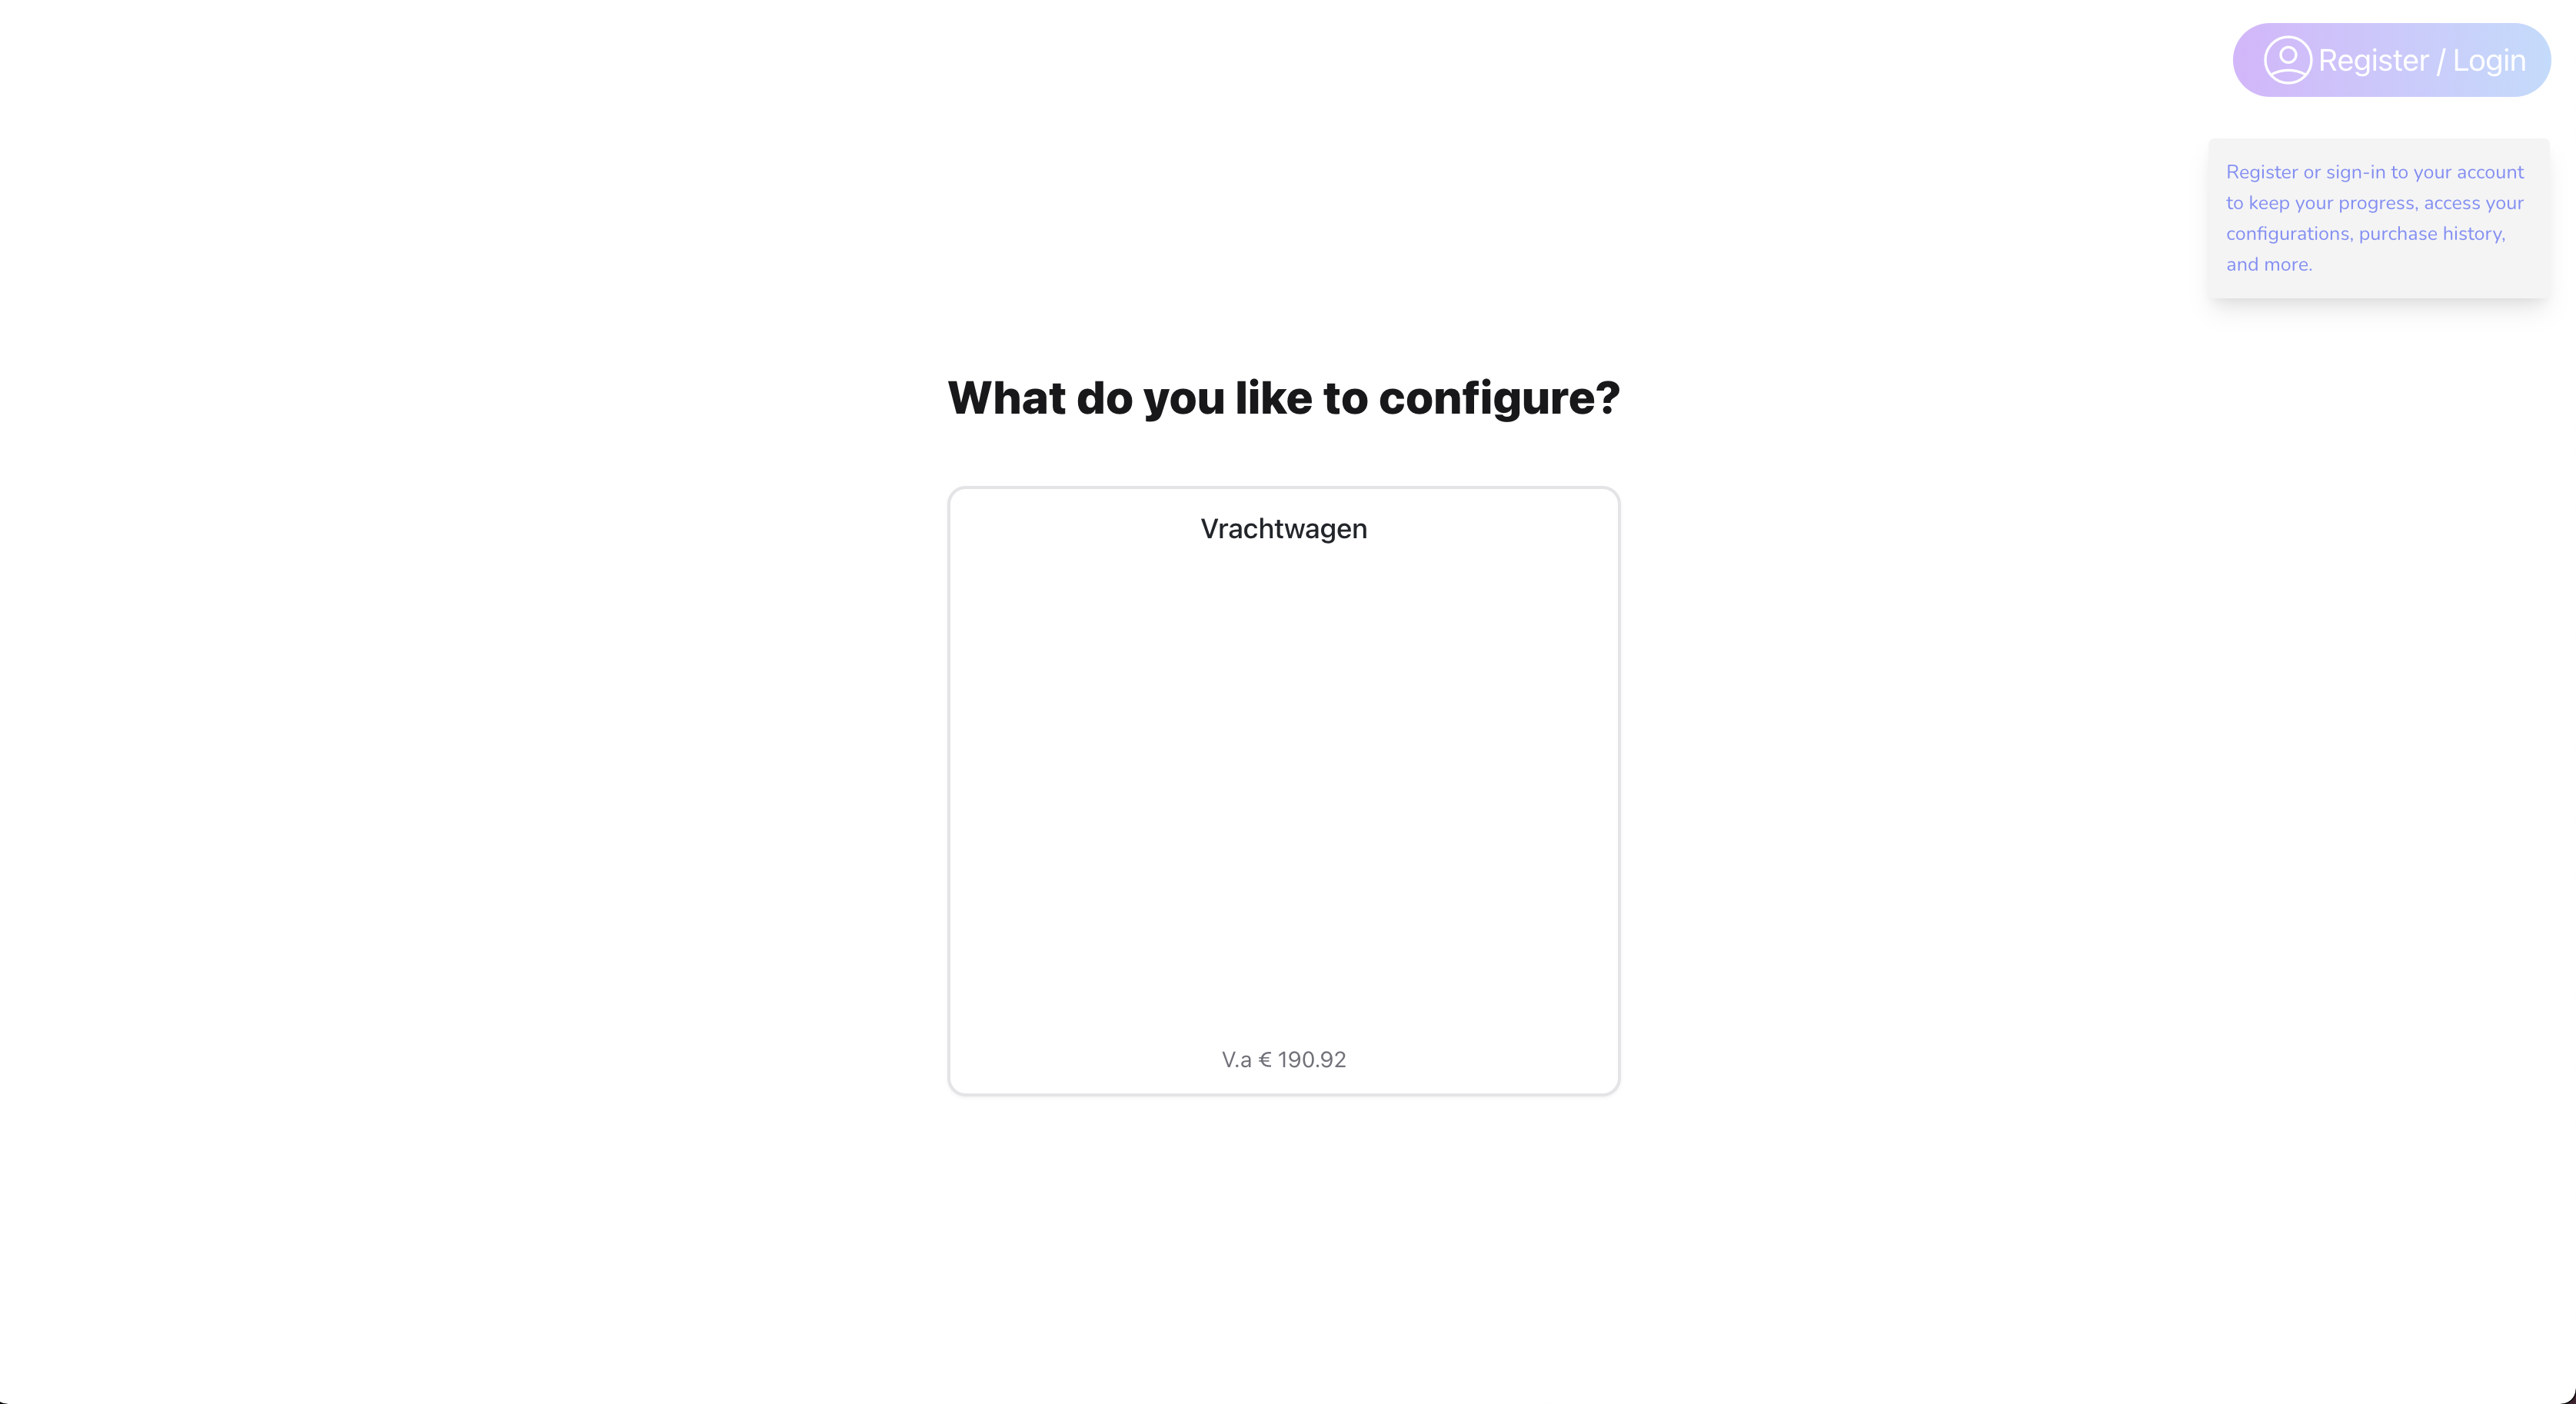 Register / Login
Register or sign-in to your account
to keep your progress, access your
configurations, purchase history,
and more.
What do you like to configure?
Vrachtwagen
V.a € 190.92